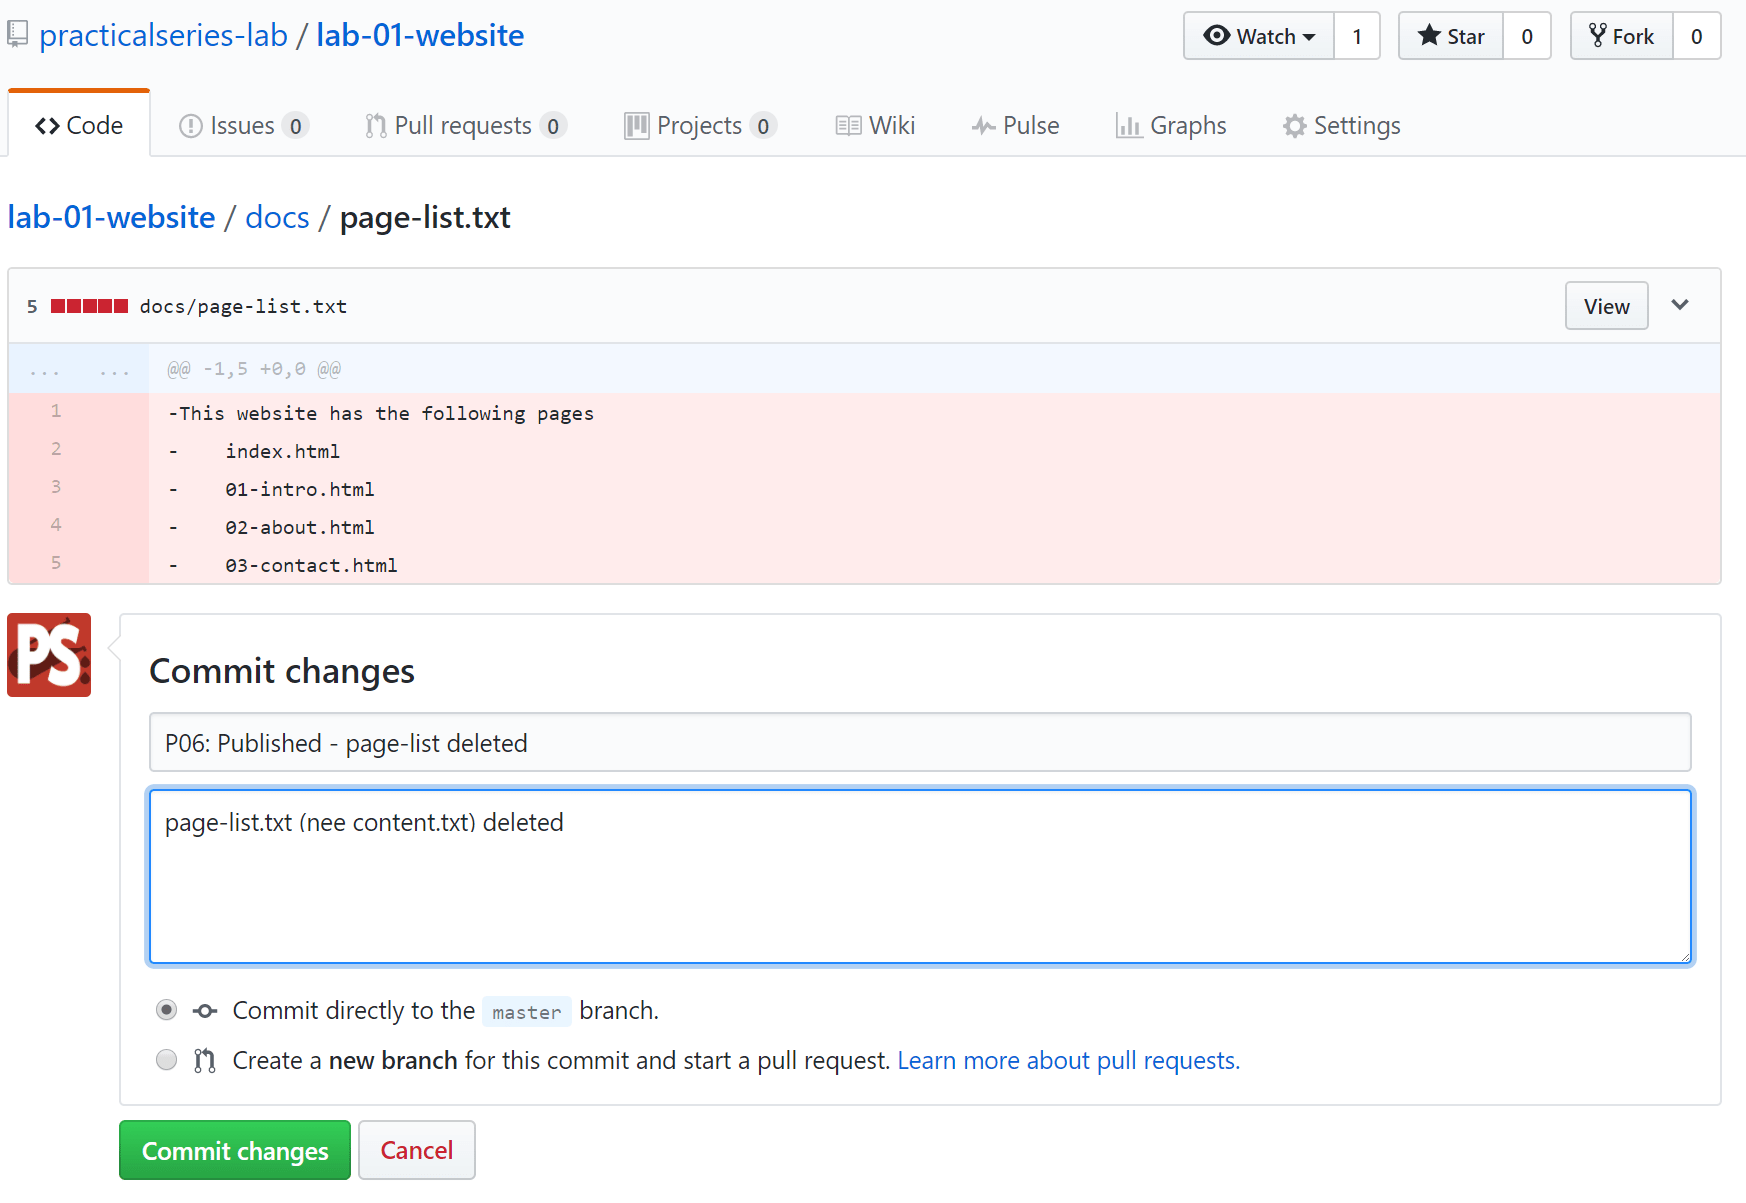 practicalseries-lab / lab-01-website Watch 1 Star 0 Fork 0
Code Issues 0 Pull requests 0 Projects 0 Wiki Pulse Graphs Settings
lab-01-website / docs / page-list.txt
5 docs/page-list.txt View
... ... @@ -1,5 +0,0 @@
1 -This website has the following pages
2 - index.html
3 - 01-intro.html
4 - 02-about.html
5 - 03-contact.html
PS
Commit changes
P06: Published - page-list deleted
page-list.txt (nee content.txt) deleted
Commit directly to the master branch.
Create a new branch for this commit and start a pull request. Learn more about pull requests.
Commit changes Cancel